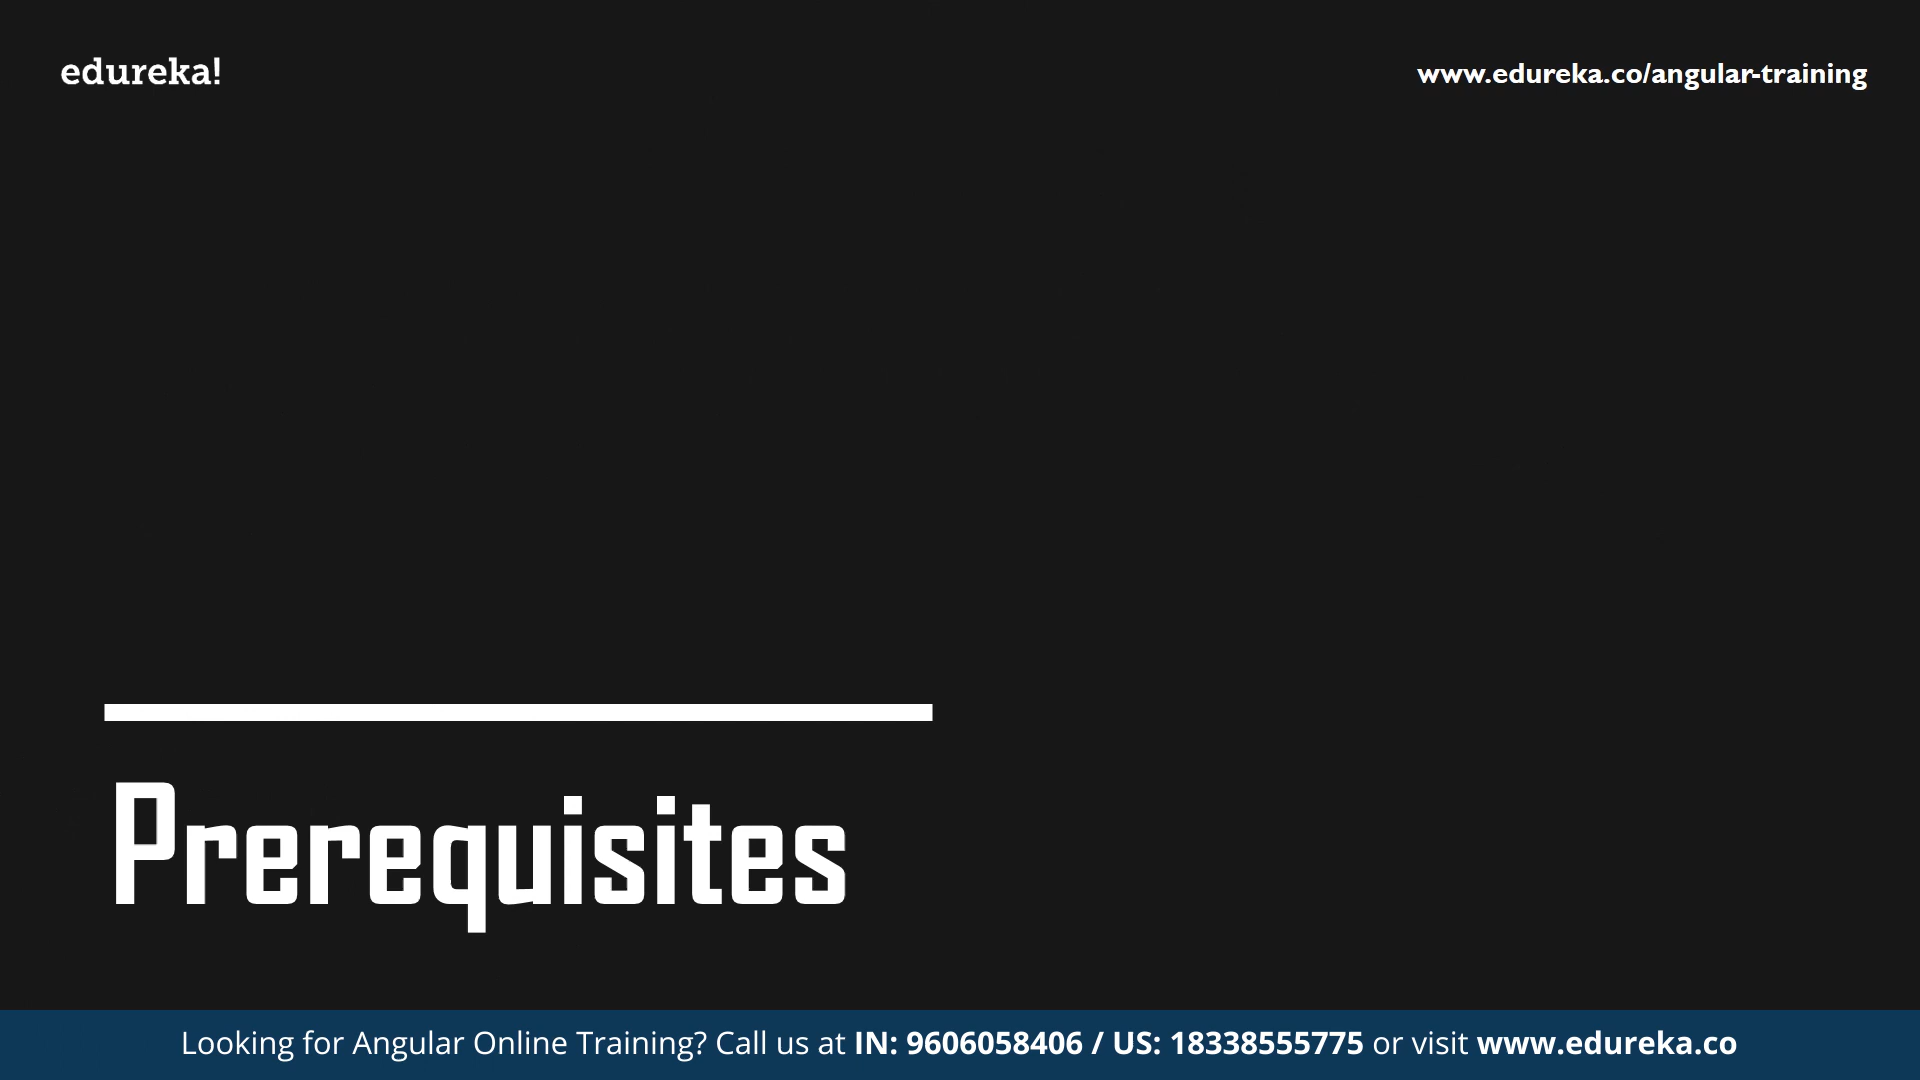 edureka!
www.edureka.co/angular-training
Prerequisites
Looking for Angular Online Training? Call us at IN: 9606058406 / US: 18338555775 or visit www.edureka.co